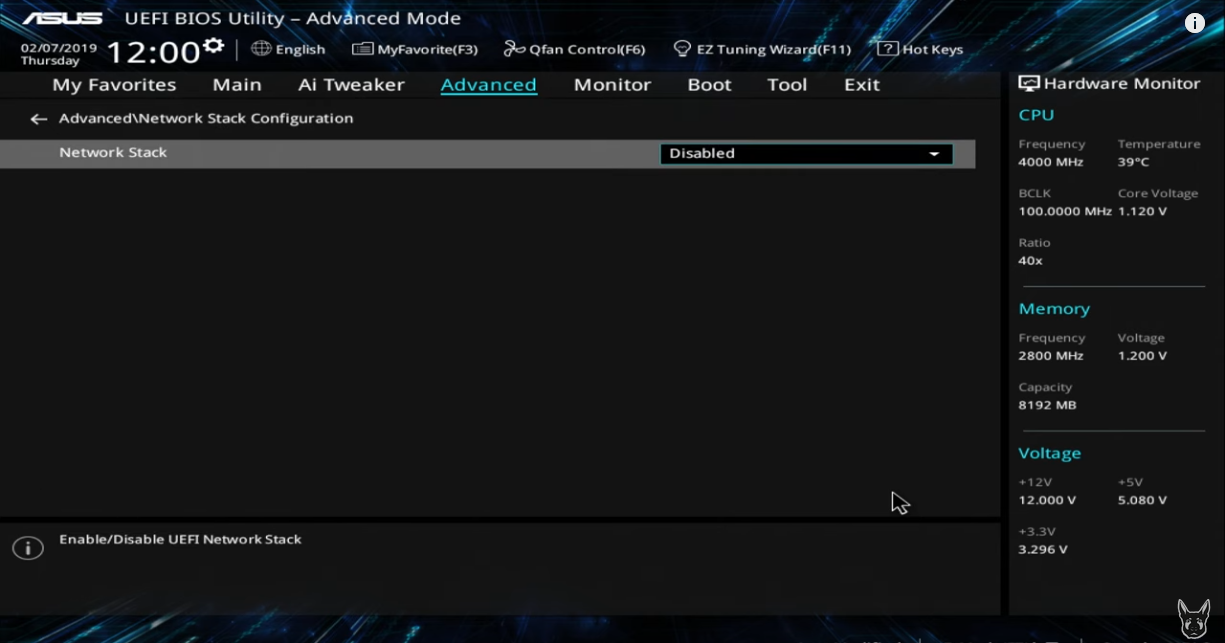 ASUS UEFI BIOS Utility – Advanced Mode
02/07/2019
Thursday
12:00
English
MyFavorite(F3)
Qfan Control(F6)
EZ Tuning Wizard(F11)
? Hot Keys
My Favorites Main Ai Tweaker Advanced Monitor Boot Tool Exit
Advanced\Network Stack Configuration
Network Stack Disabled
Enable/Disable UEFI Network Stack
Hardware Monitor
CPU
Frequency Temperature
4000 MHz 39°C
BCLK Core Voltage
100.0000 MHz 1.120 V
Ratio
40x
Memory
Frequency Voltage
2800 MHz 1.200 V
Capacity
8192 MB
Voltage
+12V +5V
12.000 V 5.080 V
+3.3V
3.296 V